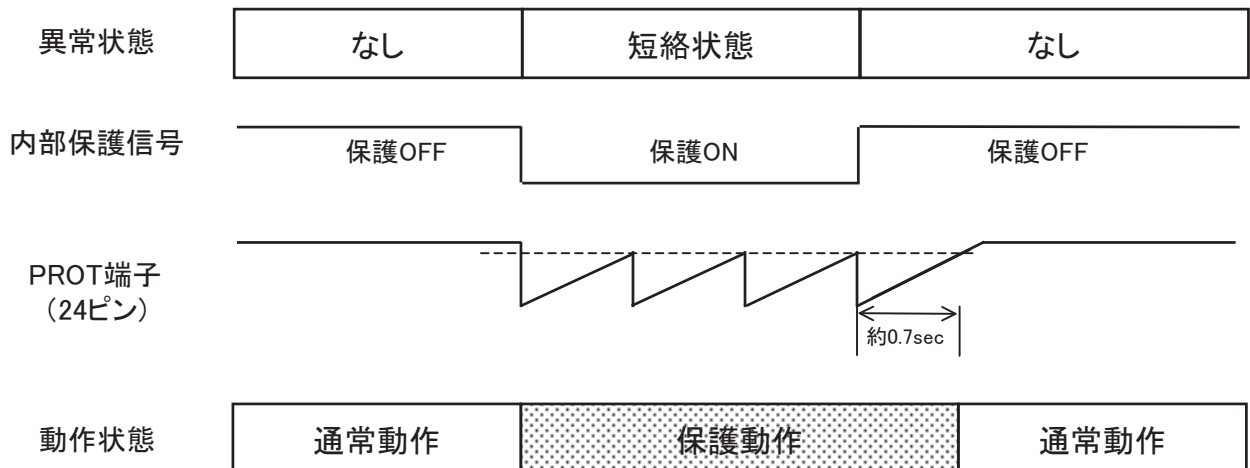 異常状態
なし
短絡状態
なし
内部保護信号
保護OFF
保護ON
保護OFF
PROT端子
(24ピン)
約0.7sec
動作状態
通常動作
保護動作
通常動作